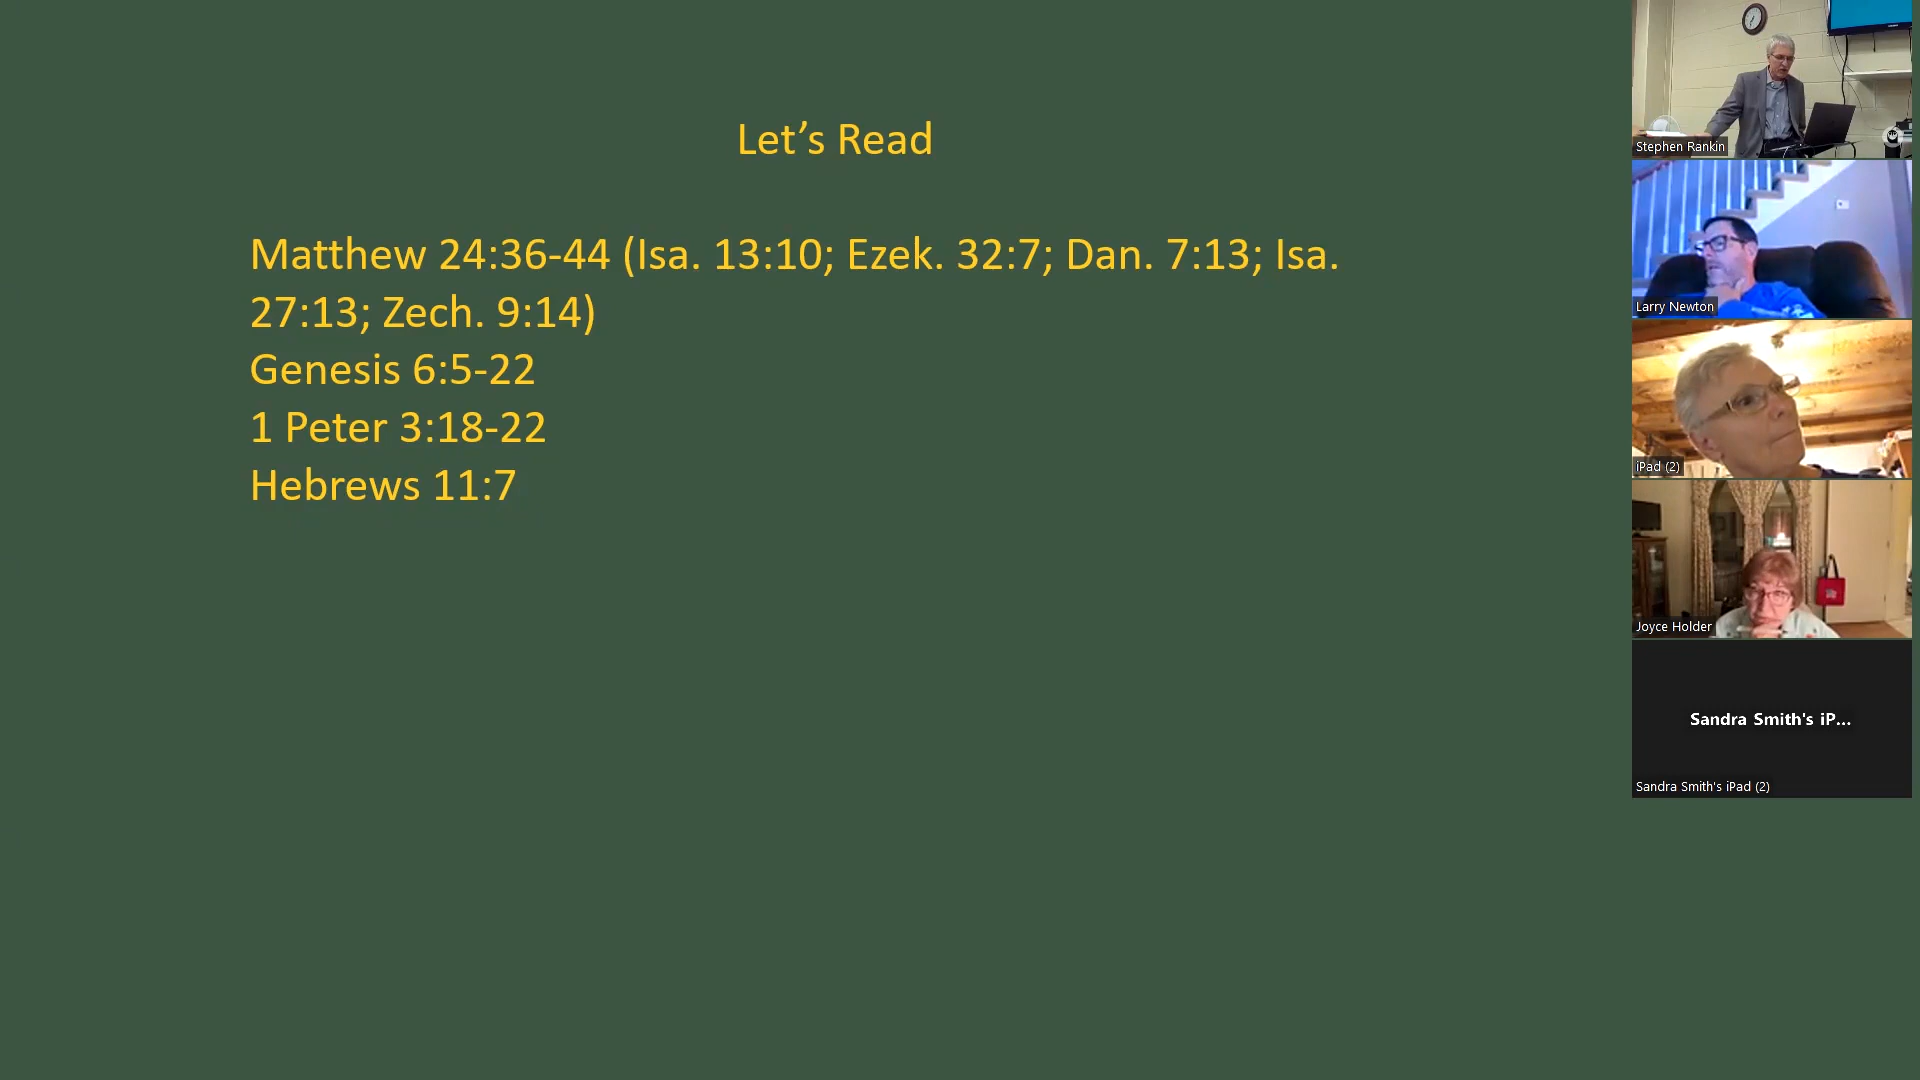 Let’s Read
Matthew 24:36-44 (Isa. 13:10; Ezek. 32:7; Dan. 7:13; Isa.
27:13; Zech. 9:14)
Genesis 6:5-22
1 Peter 3:18-22
Hebrews 11:7
Stephen Rankin
Larry Newton
iPad (2)
Joyce Holder
Sandra Smith's iP...
Sandra Smith's iPad (2)